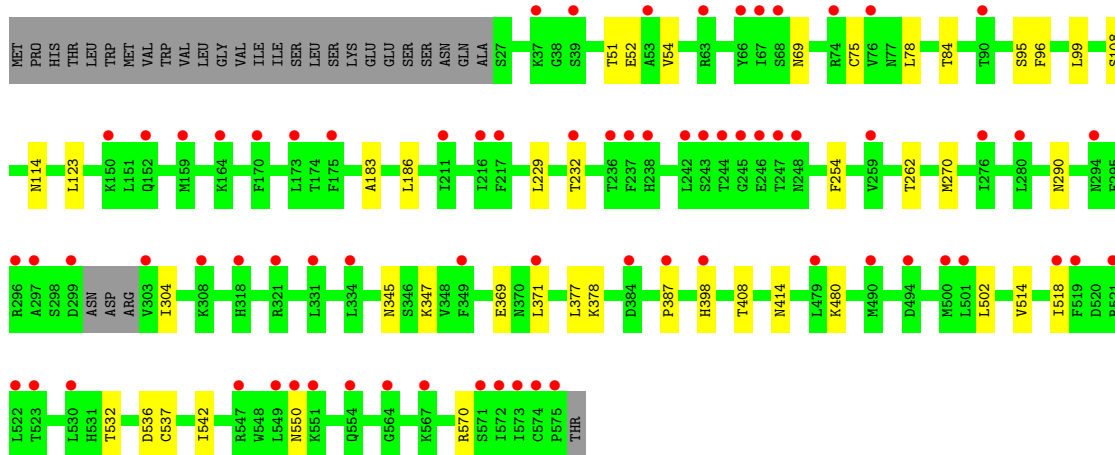 MET PRO HIS THR LEU TRP MET VAL TRP VAL LEU GLY VAL ILE ILE SER LEU SER LYS GLU GLU SER SER ASN GLN ALA S27 K37 G38 S39 T51 E52 A53 V54 R63 Y66 I67 S68 N69 R74 C75 V76 N77 L78 T84 T90 S95 F96 L99 S108
N114 L123 K150 L151 Q152 M159 K164 F170 L173 T174 F175 A183 L186 I211 I216 F217 L229 T232 T236 F237 H238 L242 S243 T244 G245 E246 T247 N248 F254 V259 T262 M270 I276 L280 N290 N294 F295
R296 A297 S298 D299 ASN ASP ARG V303 I304 K308 H318 R321 L331 L334 N345 S346 K347 V348 F349 E369 N370 L371 L377 K378 D384 P387 H398 T408 N414 L479 K480 M490 D494 M500 L501 L502 V514 I518 F519 D520 R521
L522 T523 L530 H531 T532 D536 C537 I542 R547 W548 L549 N550 K551 Q554 G564 K567 R570 S571 I572 I573 C574 P575 THR